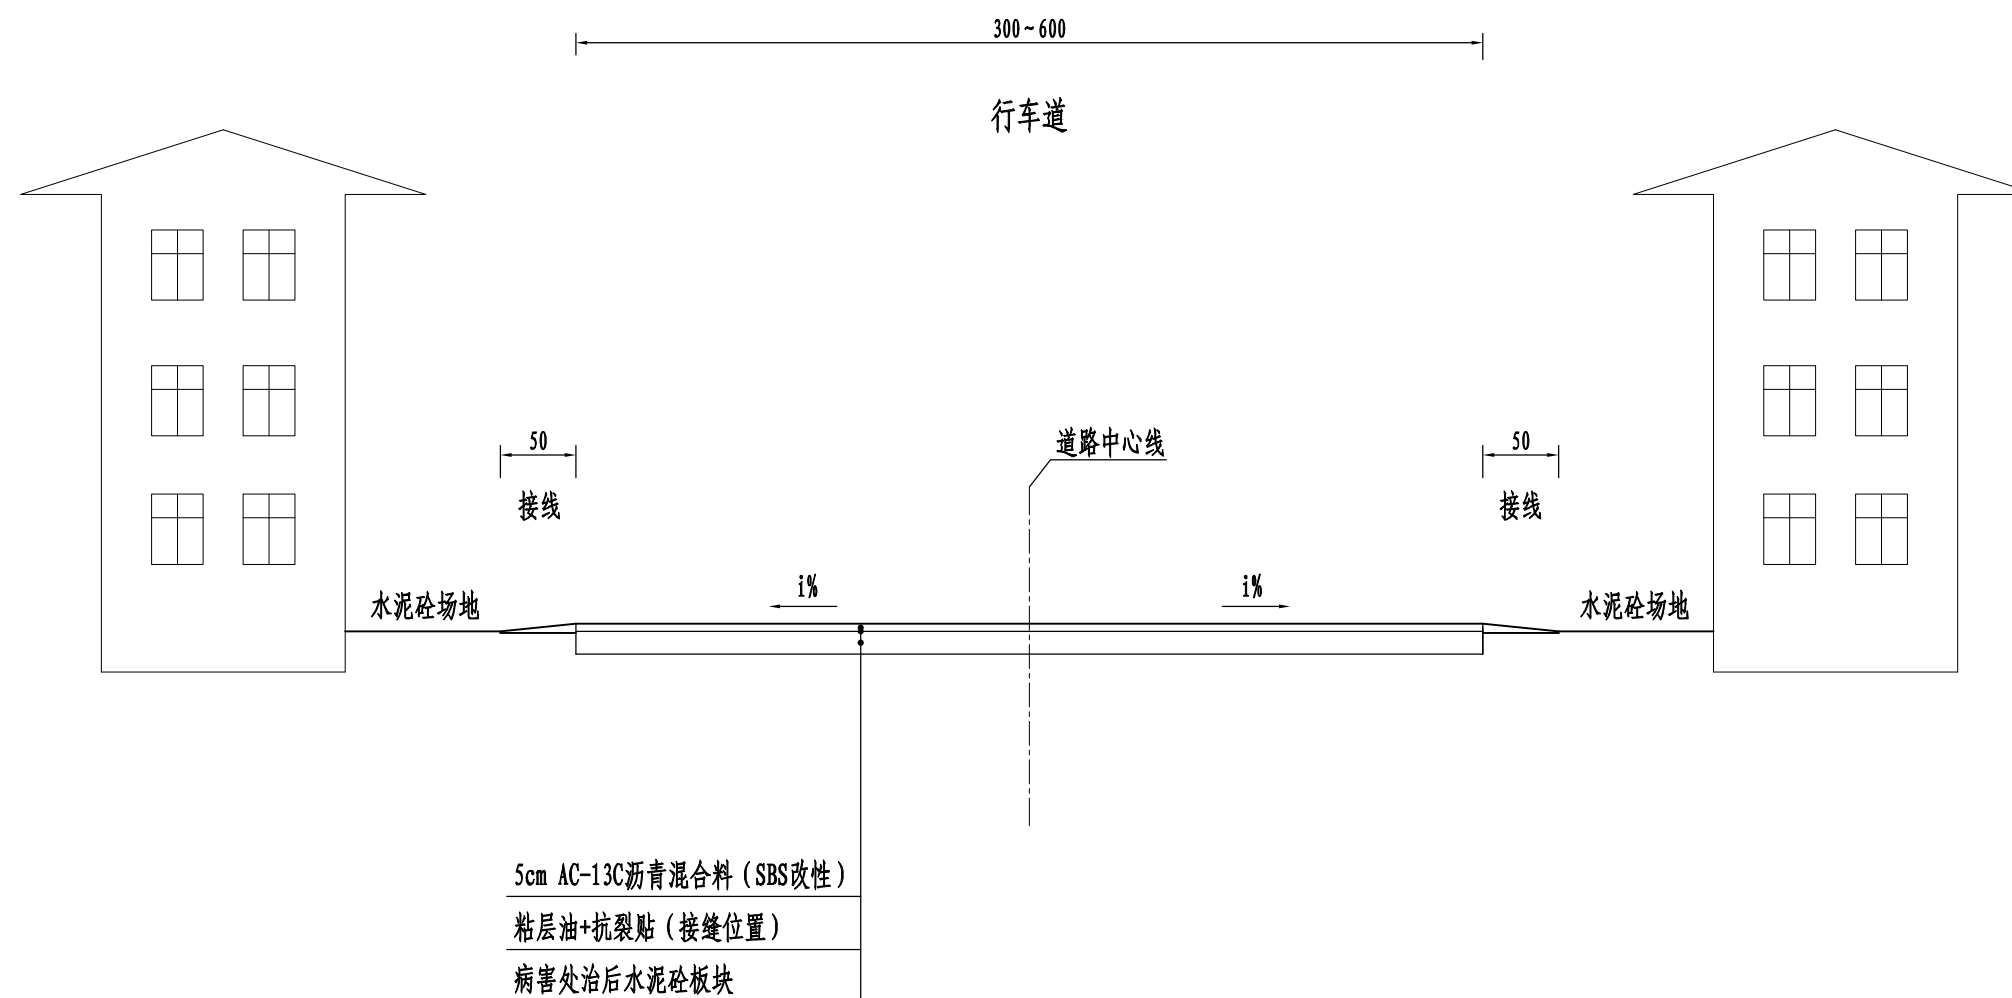 300~600
行车道
道路中心线
50
接线
50
接线
i%
i%
水泥砼场地
水泥砼场地
5cm AC-13C沥青混合料（SBS改性）
粘层油+抗裂贴（接缝位置）
病害处治后水泥砼板块